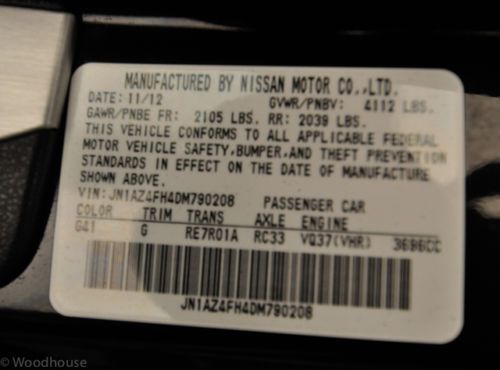 MANUFACTURED BY NISSAN MOTOR CO.,LTD.
DATE: 11/12 GVWR/PNBV: 4112 LBS.
GAWR/PNBE FR: 2105 LBS. RR: 2039 LBS.
THIS VEHICLE CONFORMS TO ALL APPLICABLE FEDERAL
MOTOR VEHICLE SAFETY,BUMPER,AND THEFT PREVENTION
STANDARDS IN EFFECT ON THE DATE OF MANUFACTURE
SHOWN ABOVE.
VIN: JN1AZ4FH4DM790208 PASSENGER CAR
COLOR TRIM TRANS AXLE ENGINE
G41 G RE7R01A RC33 VQ37(VHR) 3696CC
JN1AZ4FH4DM790208
© Woodhouse